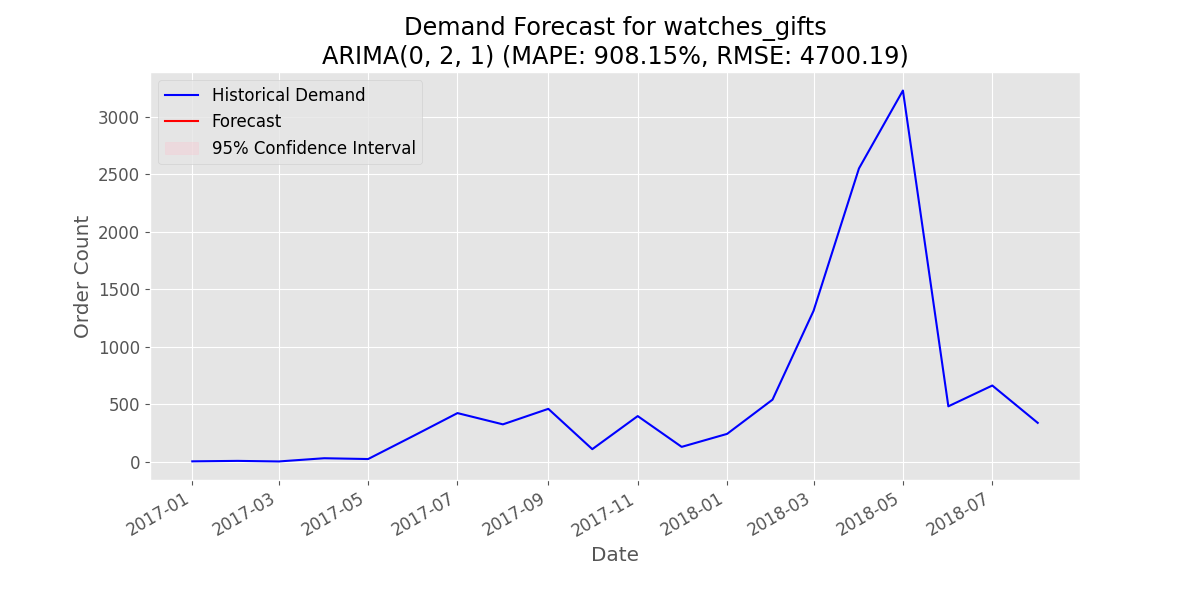 Demand Forecast for watches_gifts
ARIMA(0, 2, 1) (MAPE: 908.15%, RMSE: 4700.19)
Historical Demand
Forecast
95% Confidence Interval
3000
2500
2000
1500
1000
500
0
Order Count
2017-01
2017-03
2017-05
2017-07
2017-09
2017-11
2018-01
2018-03
2018-05
2018-07
Date